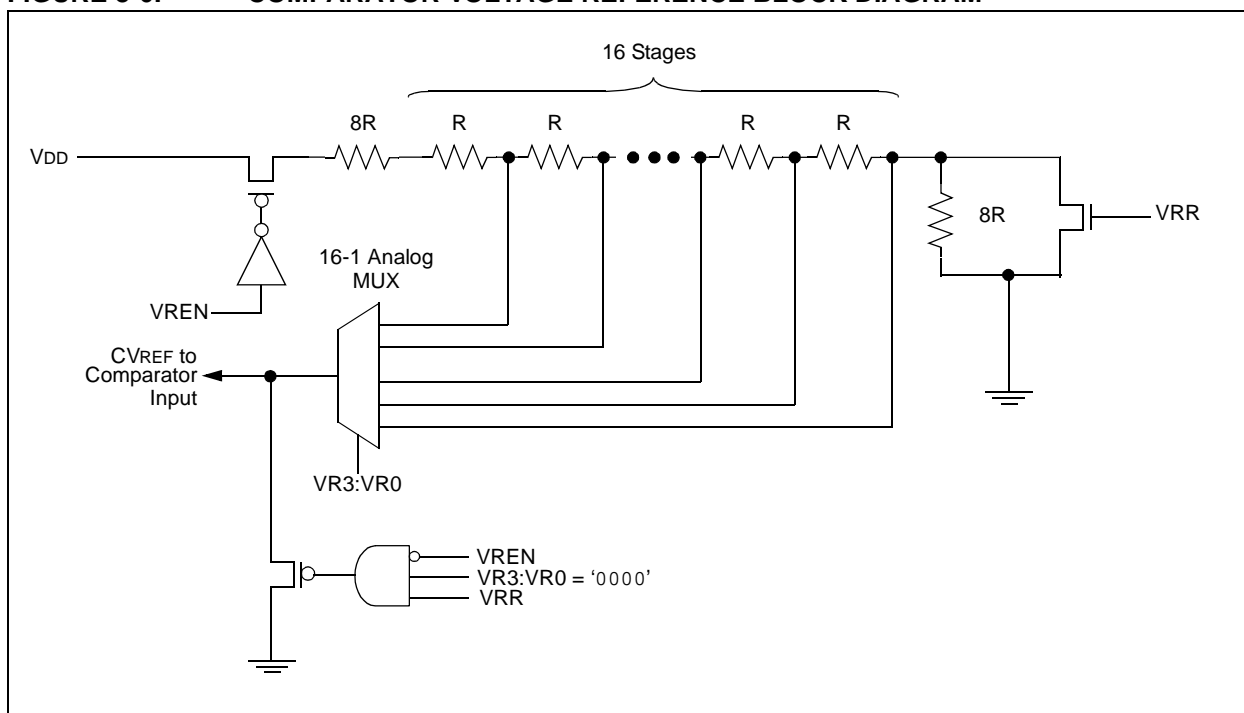 16 Stages
8R
R
R
R
R
VDD
8R
VRR
16-1 Analog
MUX
VREN
CVREF to
Comparator
Input
VR3:VR0
VREN
VR3:VR0 = ‘0000’
VRR